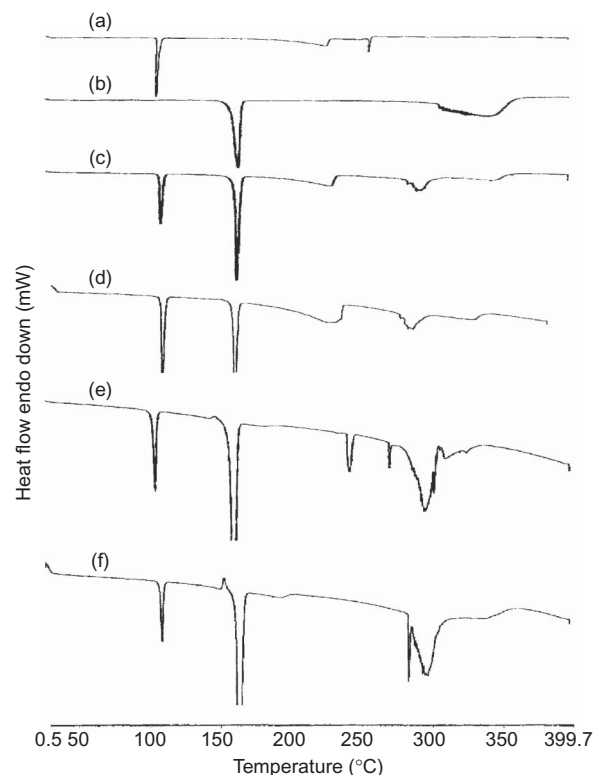 (a)
(b)
(c)
(d)
(e)
(f)
Heat flow endo down (mW)
0.5 50 100 150 200 250 300 350 399.7
Temperature (°C)